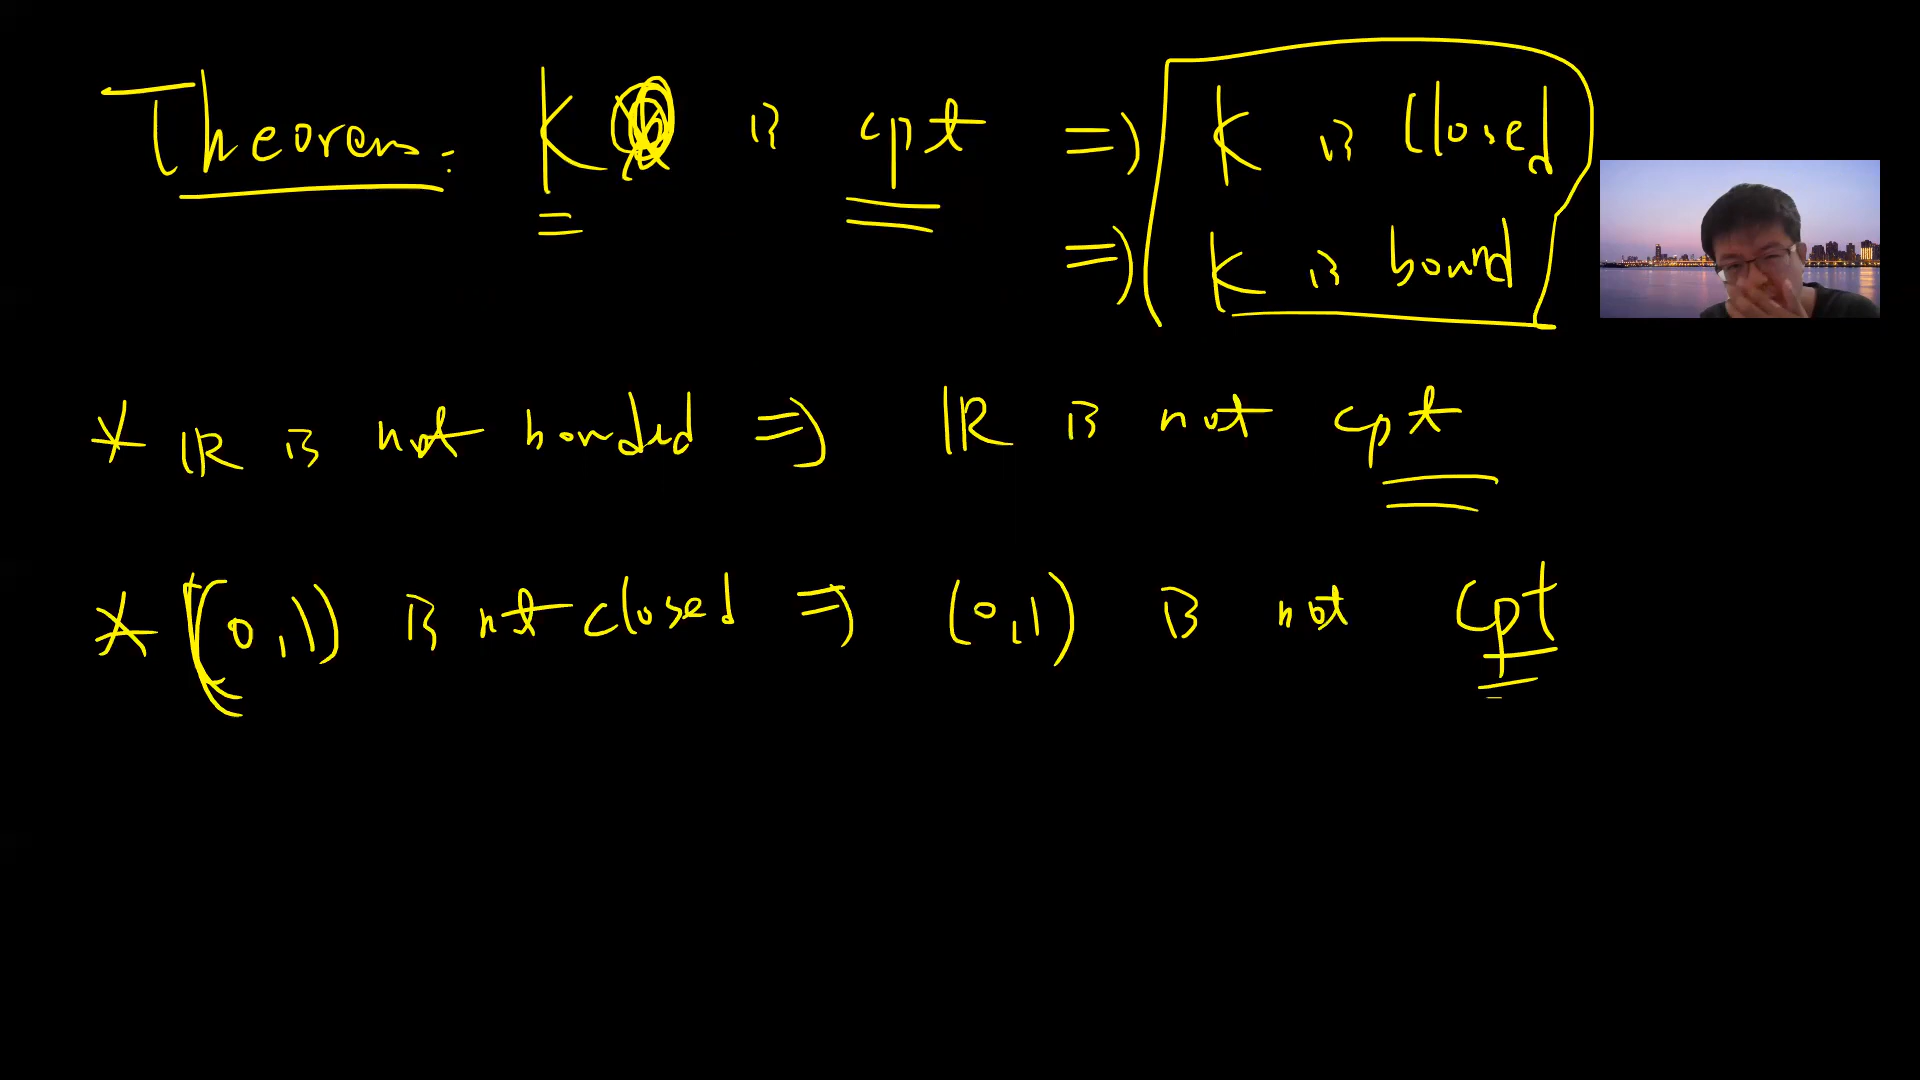 Theorem: K is cpt => K is closed
=> K is bound
* ℝ is not bonded => ℝ is not cpt
* (0,1) is not closed => (0,1) is not cpt